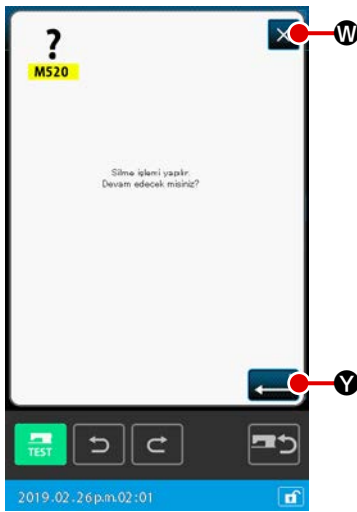 ?
M520
W
Silme işlemi yapılır.
Devam edecek misiniz?
Y
TEST
2019.02.26p.m.02:01